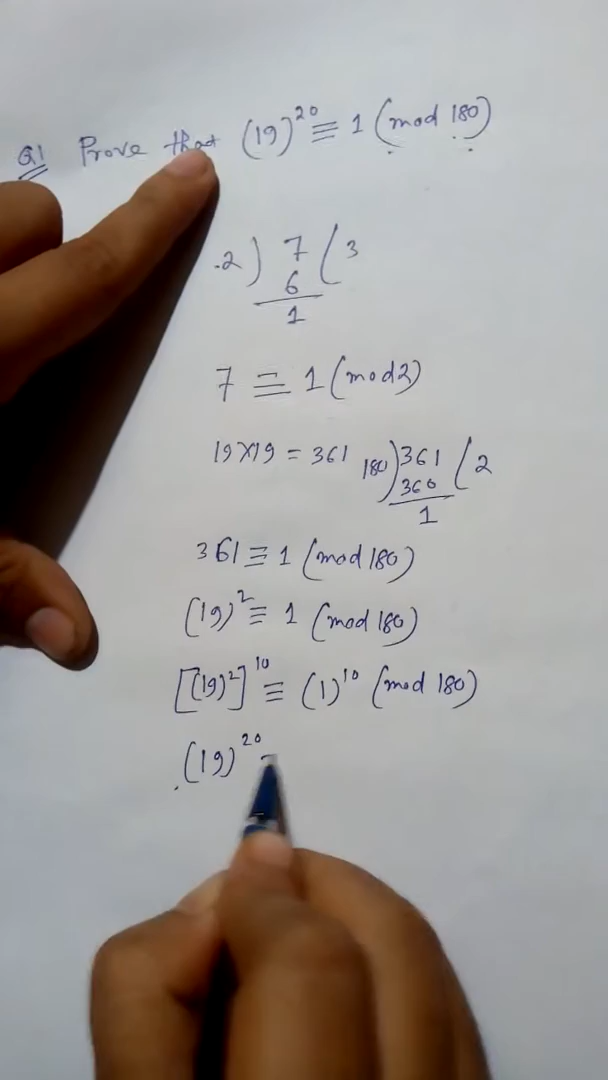 Q1 Prove that (19)²⁰ ≡ 1 (mod 180)
2) 7 ( 3
6
1
7 ≡ 1 (mod 2)
19×19 = 361 180) 361 ( 2
360
1
361 ≡ 1 (mod 180)
(19)² ≡ 1 (mod 180)
[(19)²]¹⁰ ≡ (1)¹⁰ (mod 180)
(19)²⁰